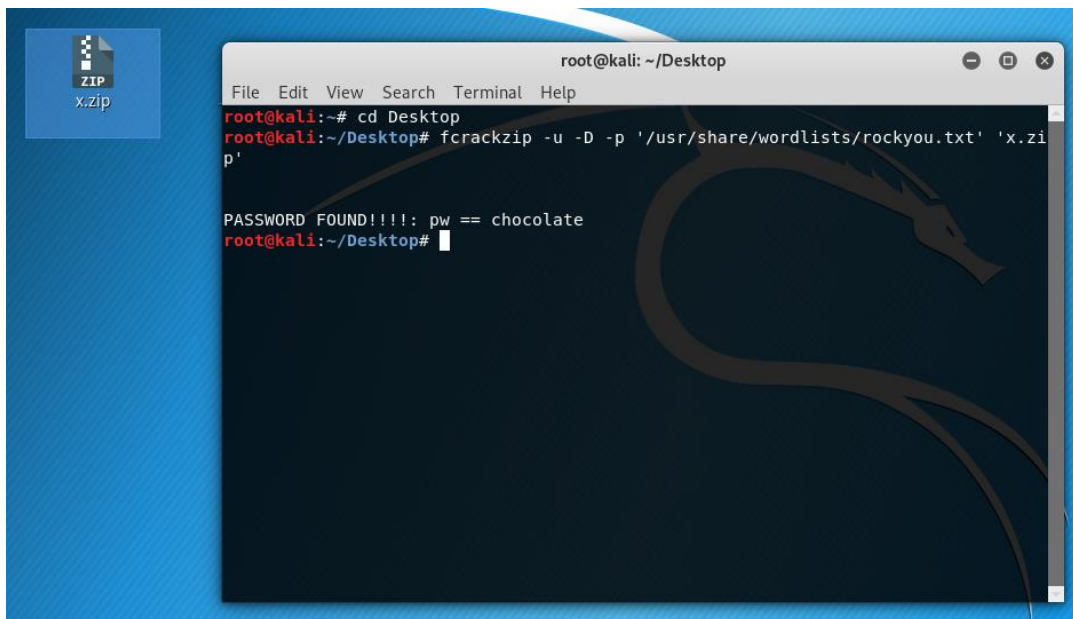 ZIP
x.zip
root@kali: ~/Desktop
File Edit View Search Terminal Help
root@kali:~# cd Desktop
root@kali:~/Desktop# fcrackzip -u -D -p '/usr/share/wordlists/rockyou.txt' 'x.zi
p'
PASSWORD FOUND!!!!: pw == chocolate
root@kali:~/Desktop#